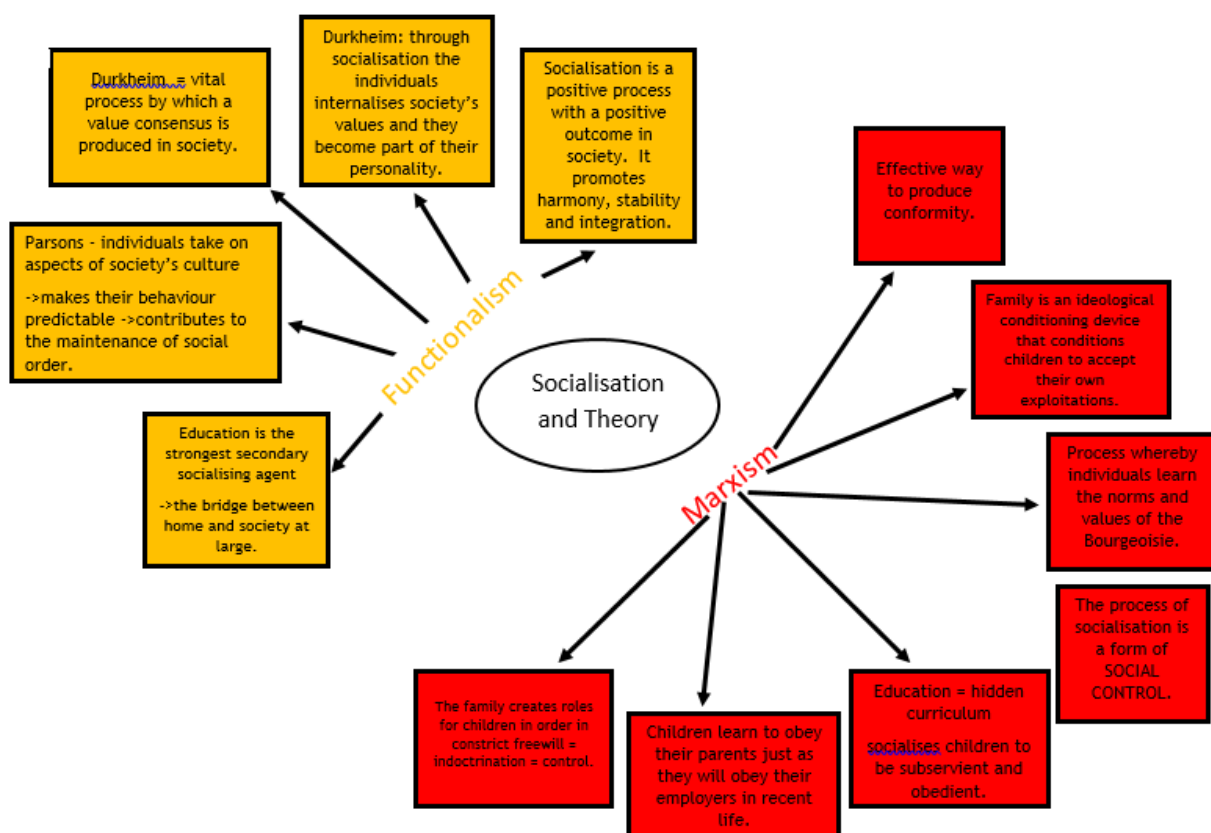 Durkheim = vital
process by which a
value consensus is
produced in society.
Durkheim: through
socialisation the
individuals
internalises society's
values and they
become part of their
personality.
Socialisation is a
positive process
with a positive
outcome in
society. It
promotes
harmony, stability
and integration.
Parsons - individuals take on
aspects of society's culture
->makes their behaviour
predictable ->contributes to
the maintenance of social
order.
Education is the
strongest secondary
socialising agent
->the bridge between
home and society at
large.
Functionalism
Socialisation
and Theory
Marxism
Effective way
to produce
conformity.
Family is an ideological
conditioning device
that conditions
children to accept
their own
exploitations.
Process whereby
individuals learn
the norms and
values of the
Bourgeoisie.
The process of
socialisation is
a form of
SOCIAL
CONTROL.
Education = hidden
curriculum
socialises children to
be subservient and
obedient.
Children learn to obey
their parents just as
they will obey their
employers in recent
life.
The family creates roles
for children in order in
constrict freewill =
indoctrination = control.